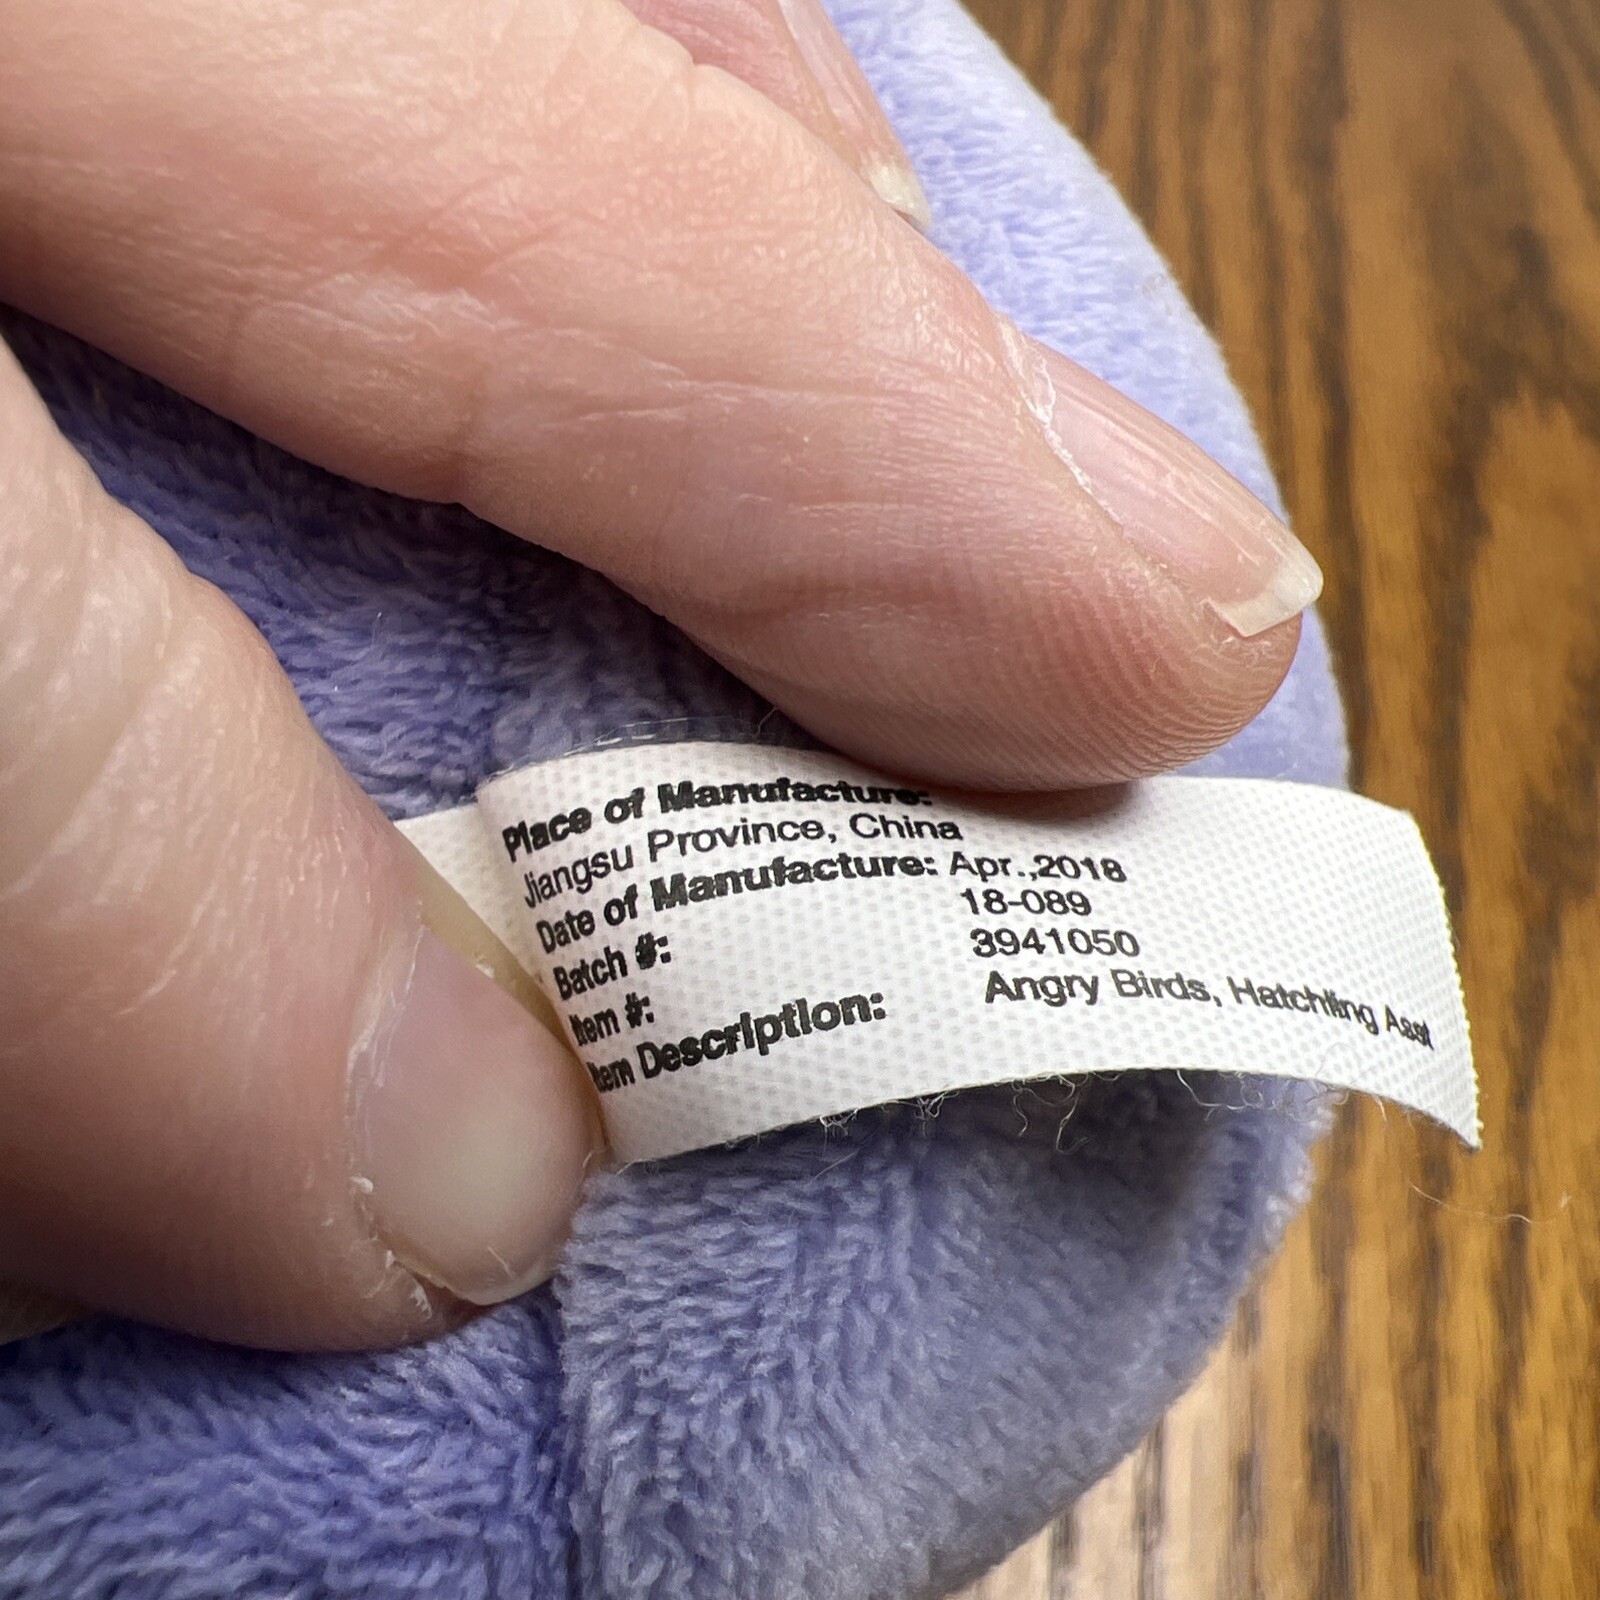 Place of Manufacture:
Jiangsu Province, China
Date of Manufacture: Apr.,2018
Batch #: 18-089
Item #: 3941050
Item Description: Angry Birds, Hatchling Asst